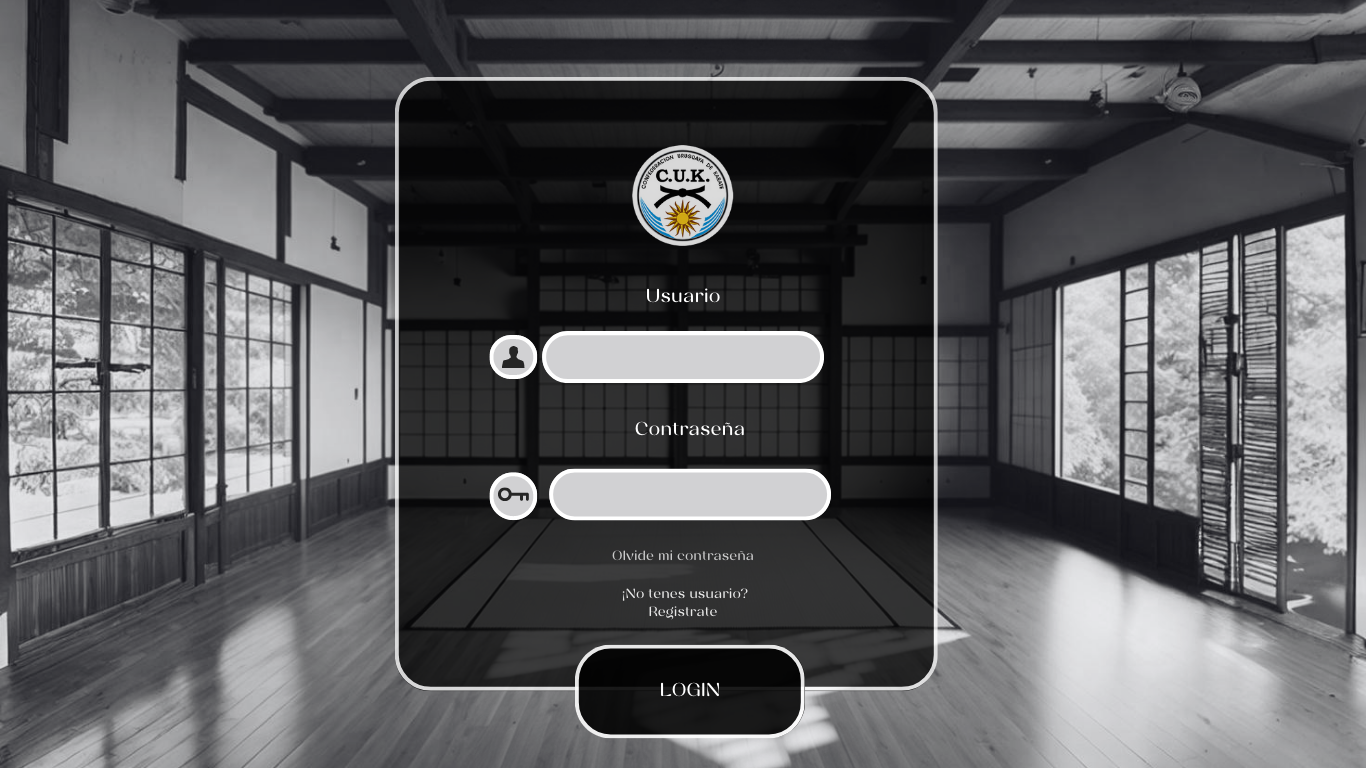 CONFEDERACION URUGUAYA DE KARATE
C.U.K.
Usuario
Contraseña
Olvide mi contraseña
¡No tenes usuario?
Registrate
LOGIN